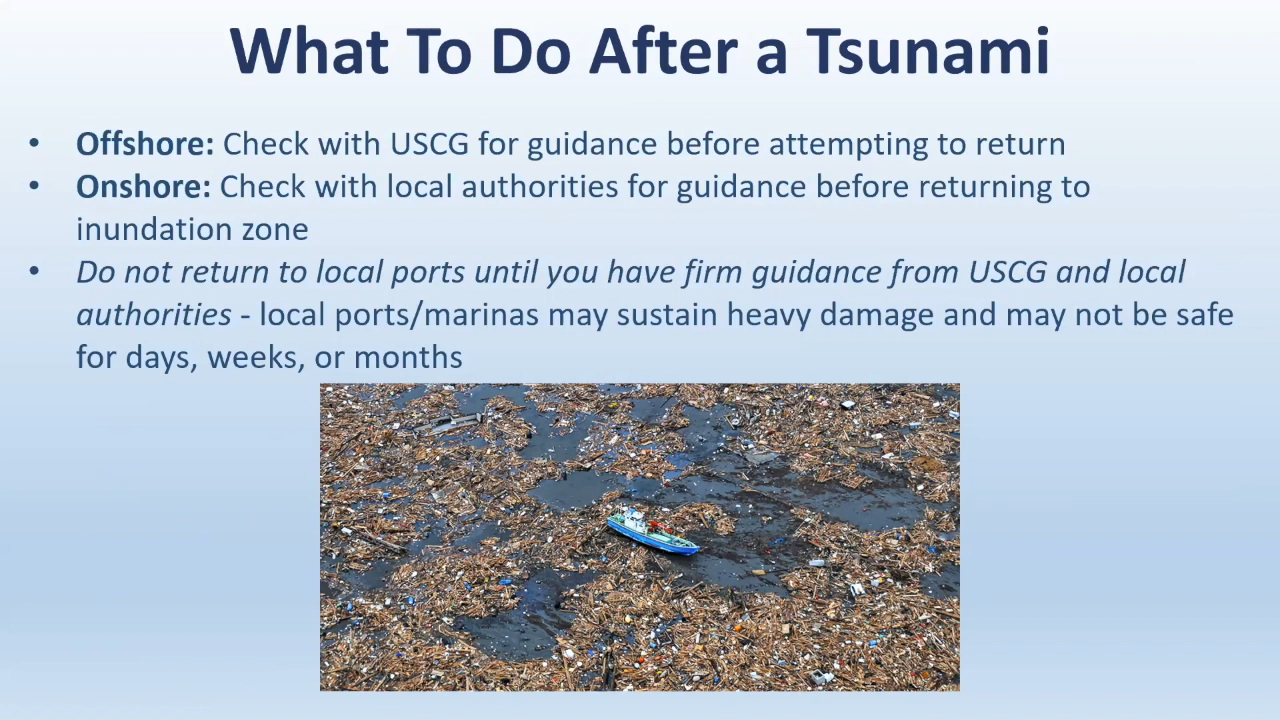 What To Do After a Tsunami
• Offshore: Check with USCG for guidance before attempting to return
• Onshore: Check with local authorities for guidance before returning to
inundation zone
• Do not return to local ports until you have firm guidance from USCG and local
authorities - local ports/marinas may sustain heavy damage and may not be safe
for days, weeks, or months